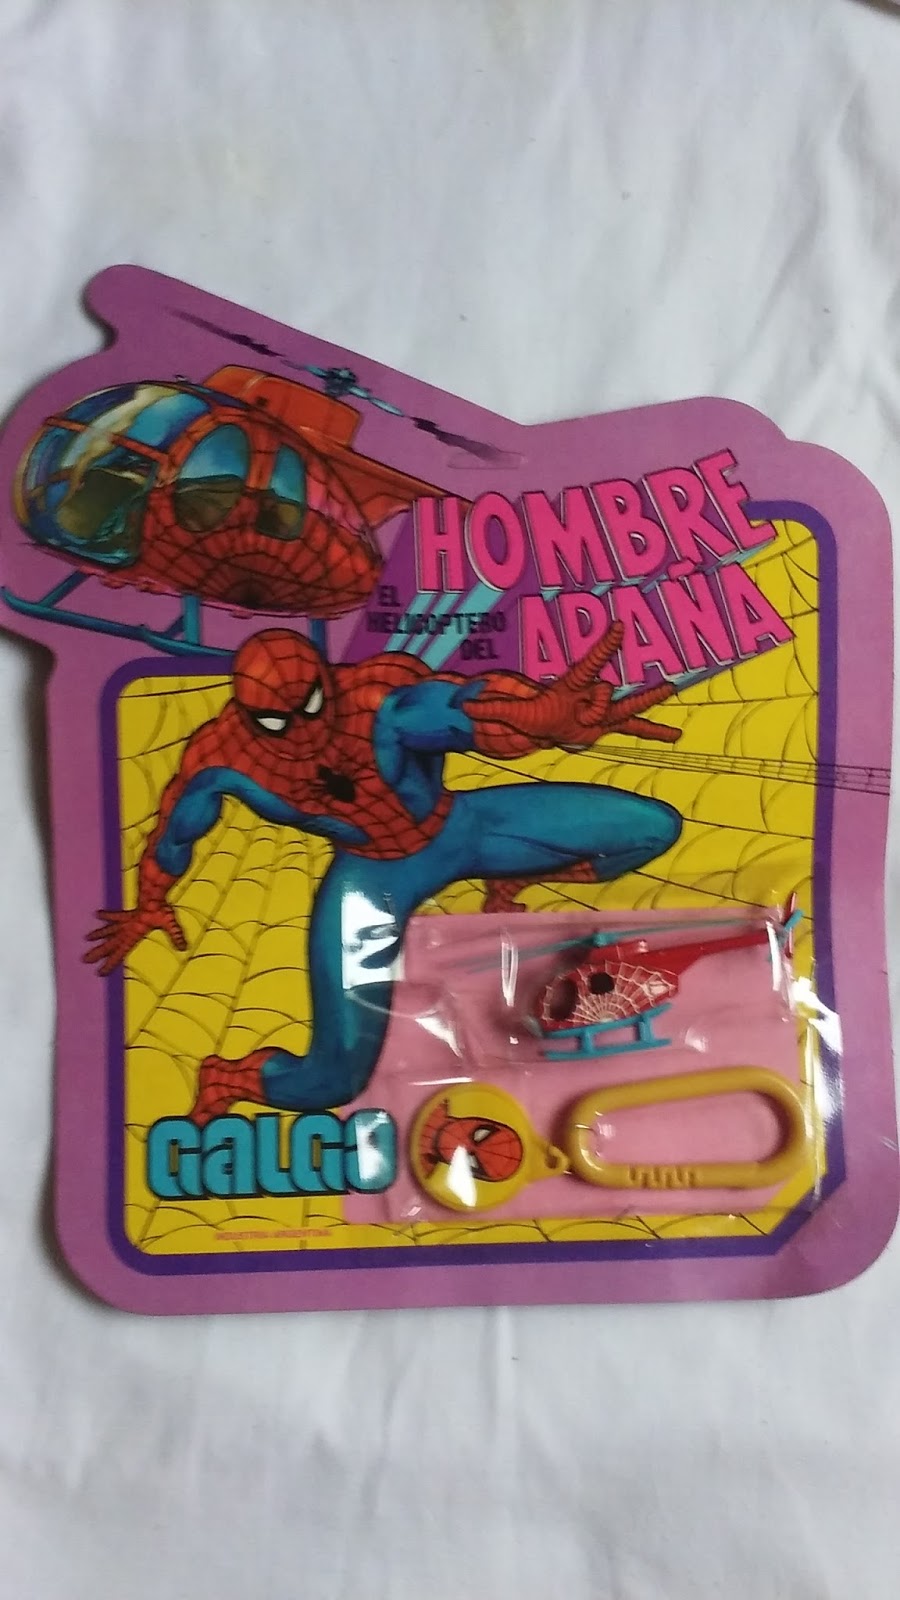 HOMBRE
ARAÑA
EL
HELICOPTERO
DEL
GALGO
INDUSTRIA ARGENTINA